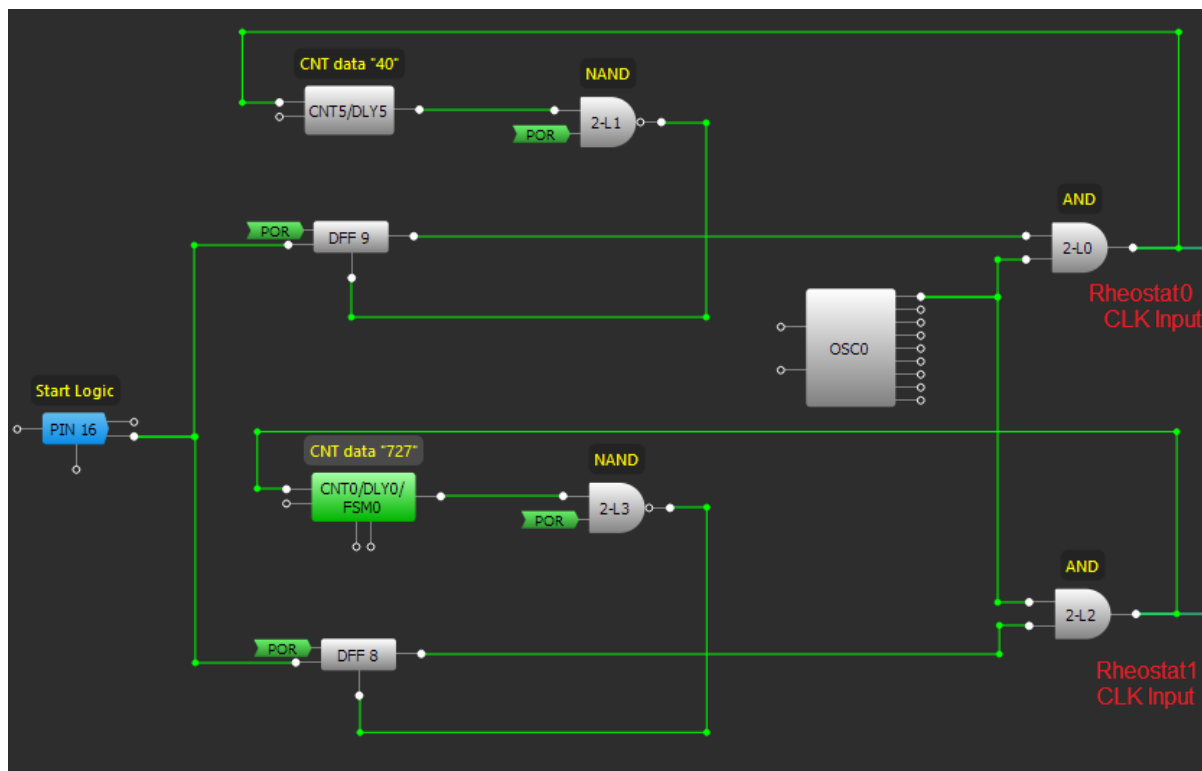 CNT data "40"
CNT5/DLY5
NAND
2-L1
POR
POR
DFF 9
AND
2-L0
Rheostat0
CLK Input
OSC0
Start Logic
PIN 16
CNT data "727"
CNT0/DLY0/
FSM0
NAND
2-L3
POR
AND
2-L2
POR
DFF 8
Rheostat1
CLK Input